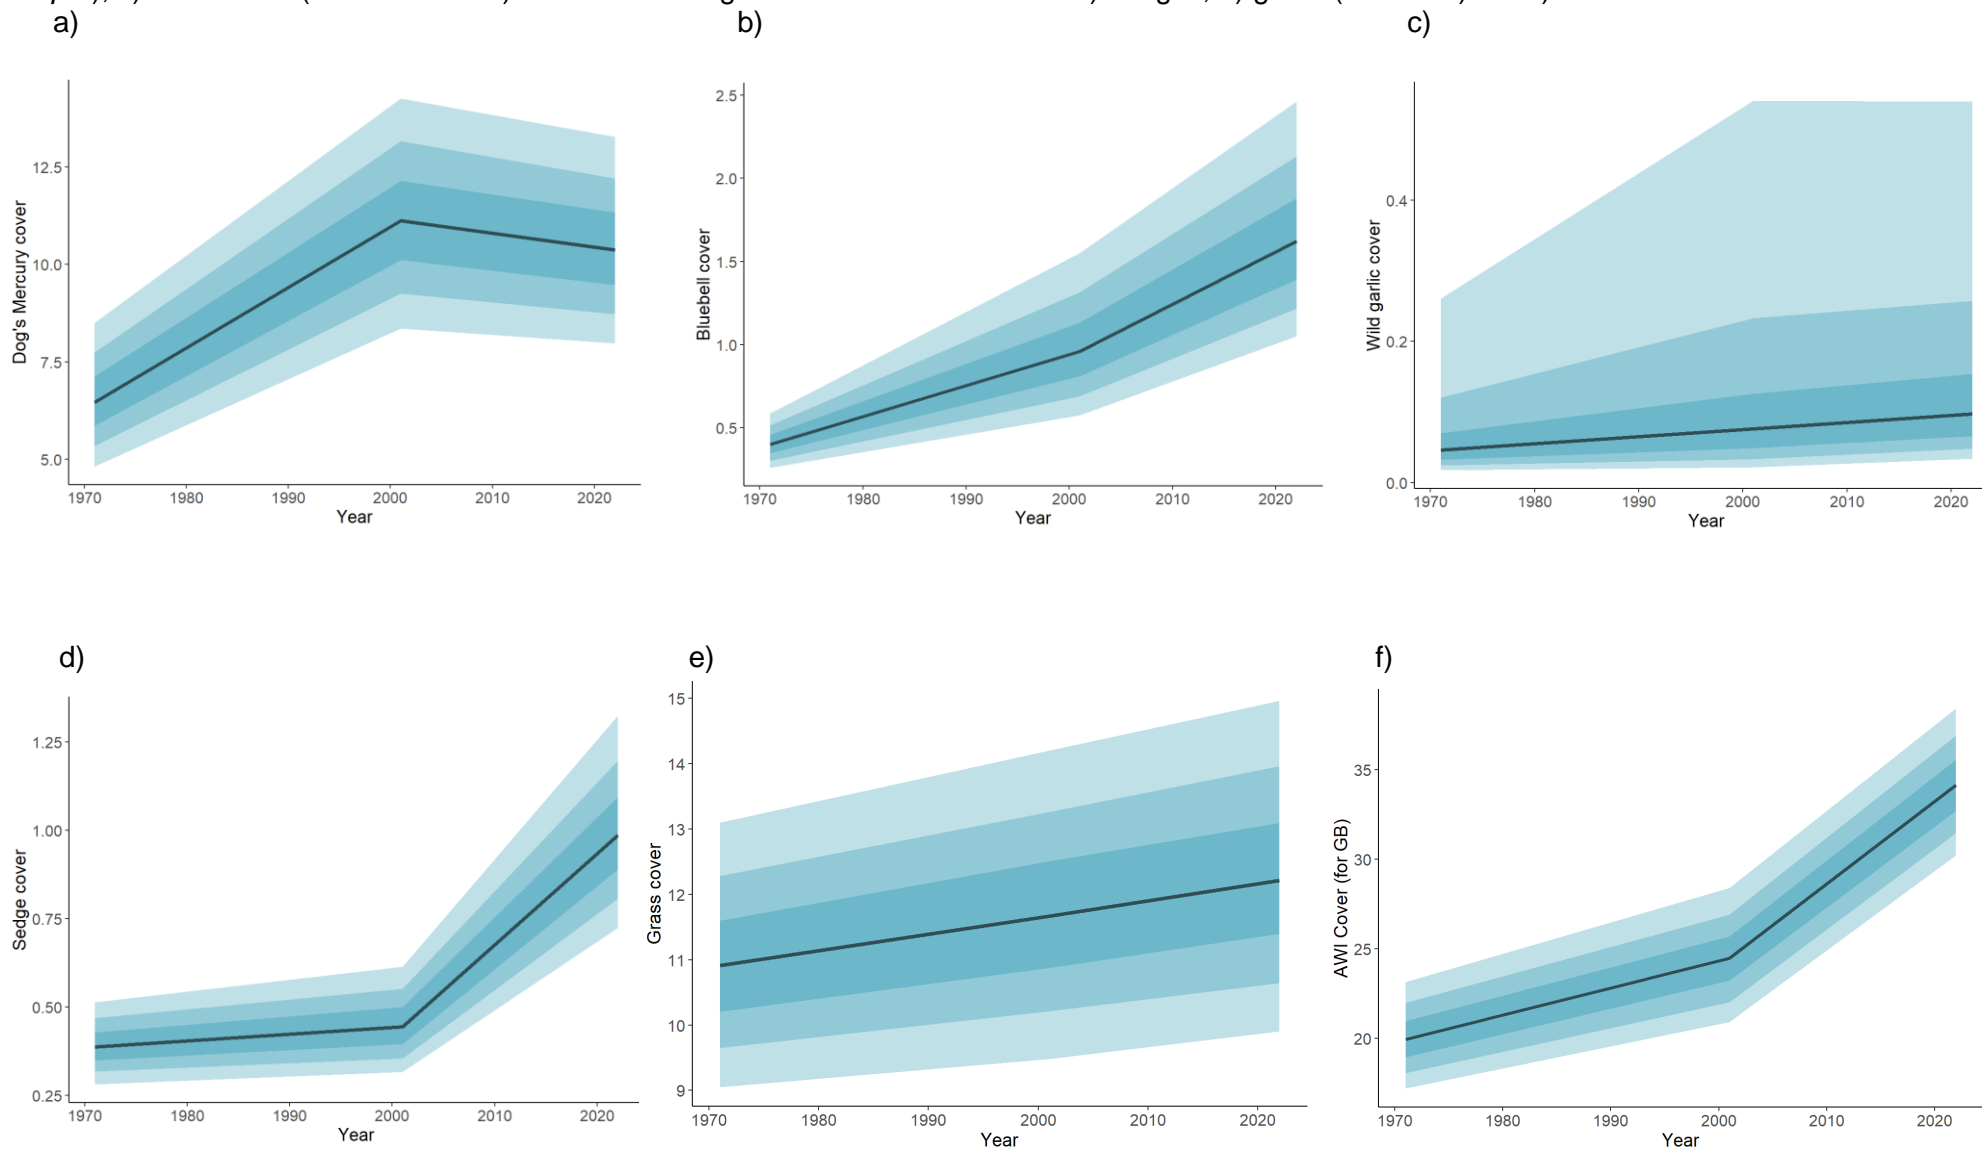 a) b) c)
Dog's Mercury cover
12.5
10.0
7.5
5.0
1970 1980 1990 2000 2010 2020
Year
Bluebell cover
2.5
2.0
1.5
1.0
0.5
1970 1980 1990 2000 2010 2020
Year
Wild garlic cover
0.4
0.2
0.0
1970 1980 1990 2000 2010 2020
Year
d) e) f)
Sedge cover
1.25
1.00
0.75
0.50
0.25
1970 1980 1990 2000 2010 2020
Year
Grass cover
15
14
13
12
11
10
9
1970 1980 1990 2000 2010 2020
Year
AWI Cover (for GB)
35
30
25
20
1970 1980 1990 2000 2010 2020
Year